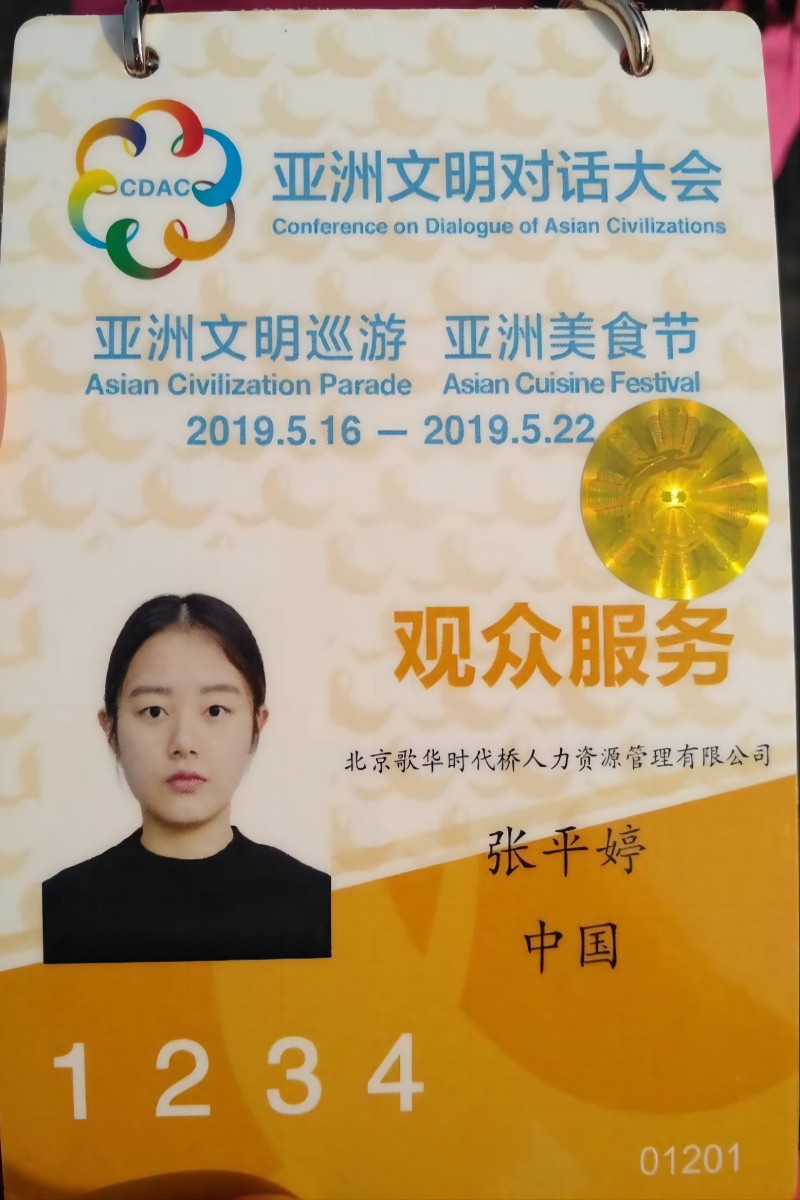 CDAC
亚洲文明对话大会
Conference on Dialogue of Asian Civilizations
亚洲文明巡游 亚洲美食节
Asian Civilization Parade Asian Cuisine Festival
2019.5.16 — 2019.5.22
观众服务
北京歌华时代桥人力资源管理有限公司
张平婷
中国
1 2 3 4
01201